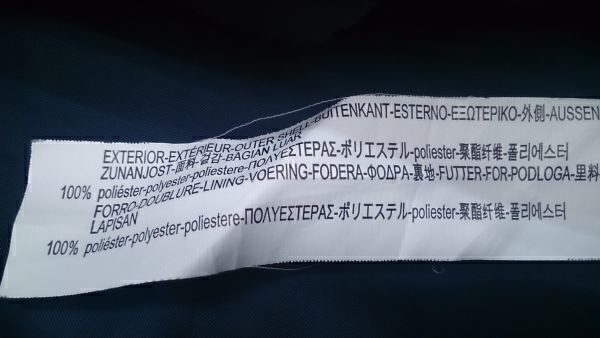 EXTERIOR-EXTÉRIEUR-OUTER SHELL-BUITENKANT-ESTERNO-ΕΞΩΤΕΡΙΚΟ-外側-AUSSEN
ZUNANJOST-面料-겉감-BAGIAN LUAR
100% poliéster-polyester-poliestere-ΠΟΛΥΕΣΤΕΡΑΣ-ポリエステル-poliester-聚酯纤维-폴리에스터
FORRO-DOUBLURE-LINING-VOERING-FODERA-ΦΟΔΡΑ-裏地-FUTTER-FOR-PODLOGA-里料
LAPISAN
100% poliéster-polyester-poliestere-ΠΟΛΥΕΣΤΕΡΑΣ-ポリエステル-poliester-聚酯纤维-폴리에스터